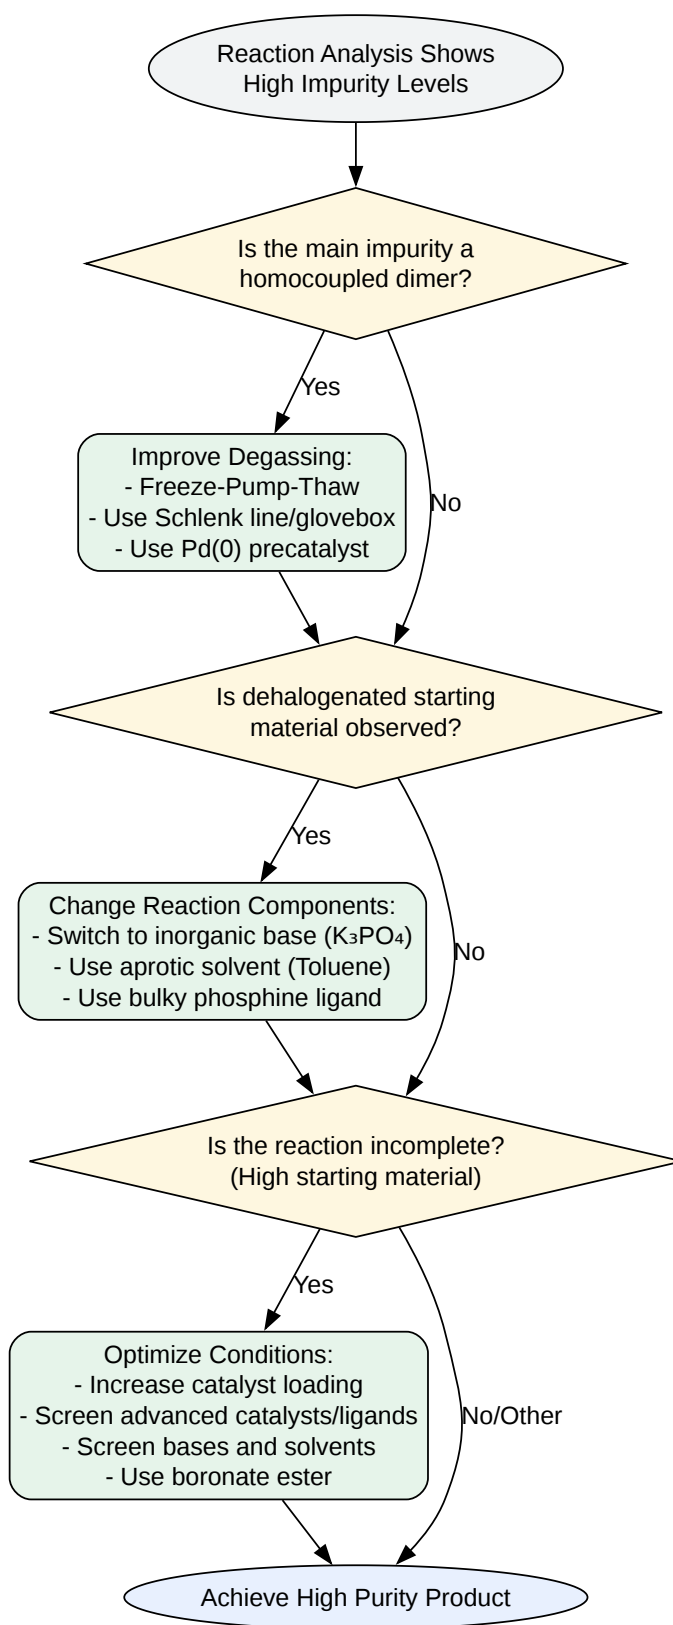 Reaction Analysis Shows
High Impurity Levels
Is the main impurity a
homocoupled dimer?
Yes
Improve Degassing:
- Freeze-Pump-Thaw
- Use Schlenk line/glovebox
- Use Pd(0) precatalyst
No
Is dehalogenated starting
material observed?
Yes
Change Reaction Components:
- Switch to inorganic base (K₃PO₄)
- Use aprotic solvent (Toluene)
- Use bulky phosphine ligand
No
Is the reaction incomplete?
(High starting material)
Yes
Optimize Conditions:
- Increase catalyst loading
- Screen advanced catalysts/ligands
- Screen bases and solvents
- Use boronate ester
No/Other
Achieve High Purity Product